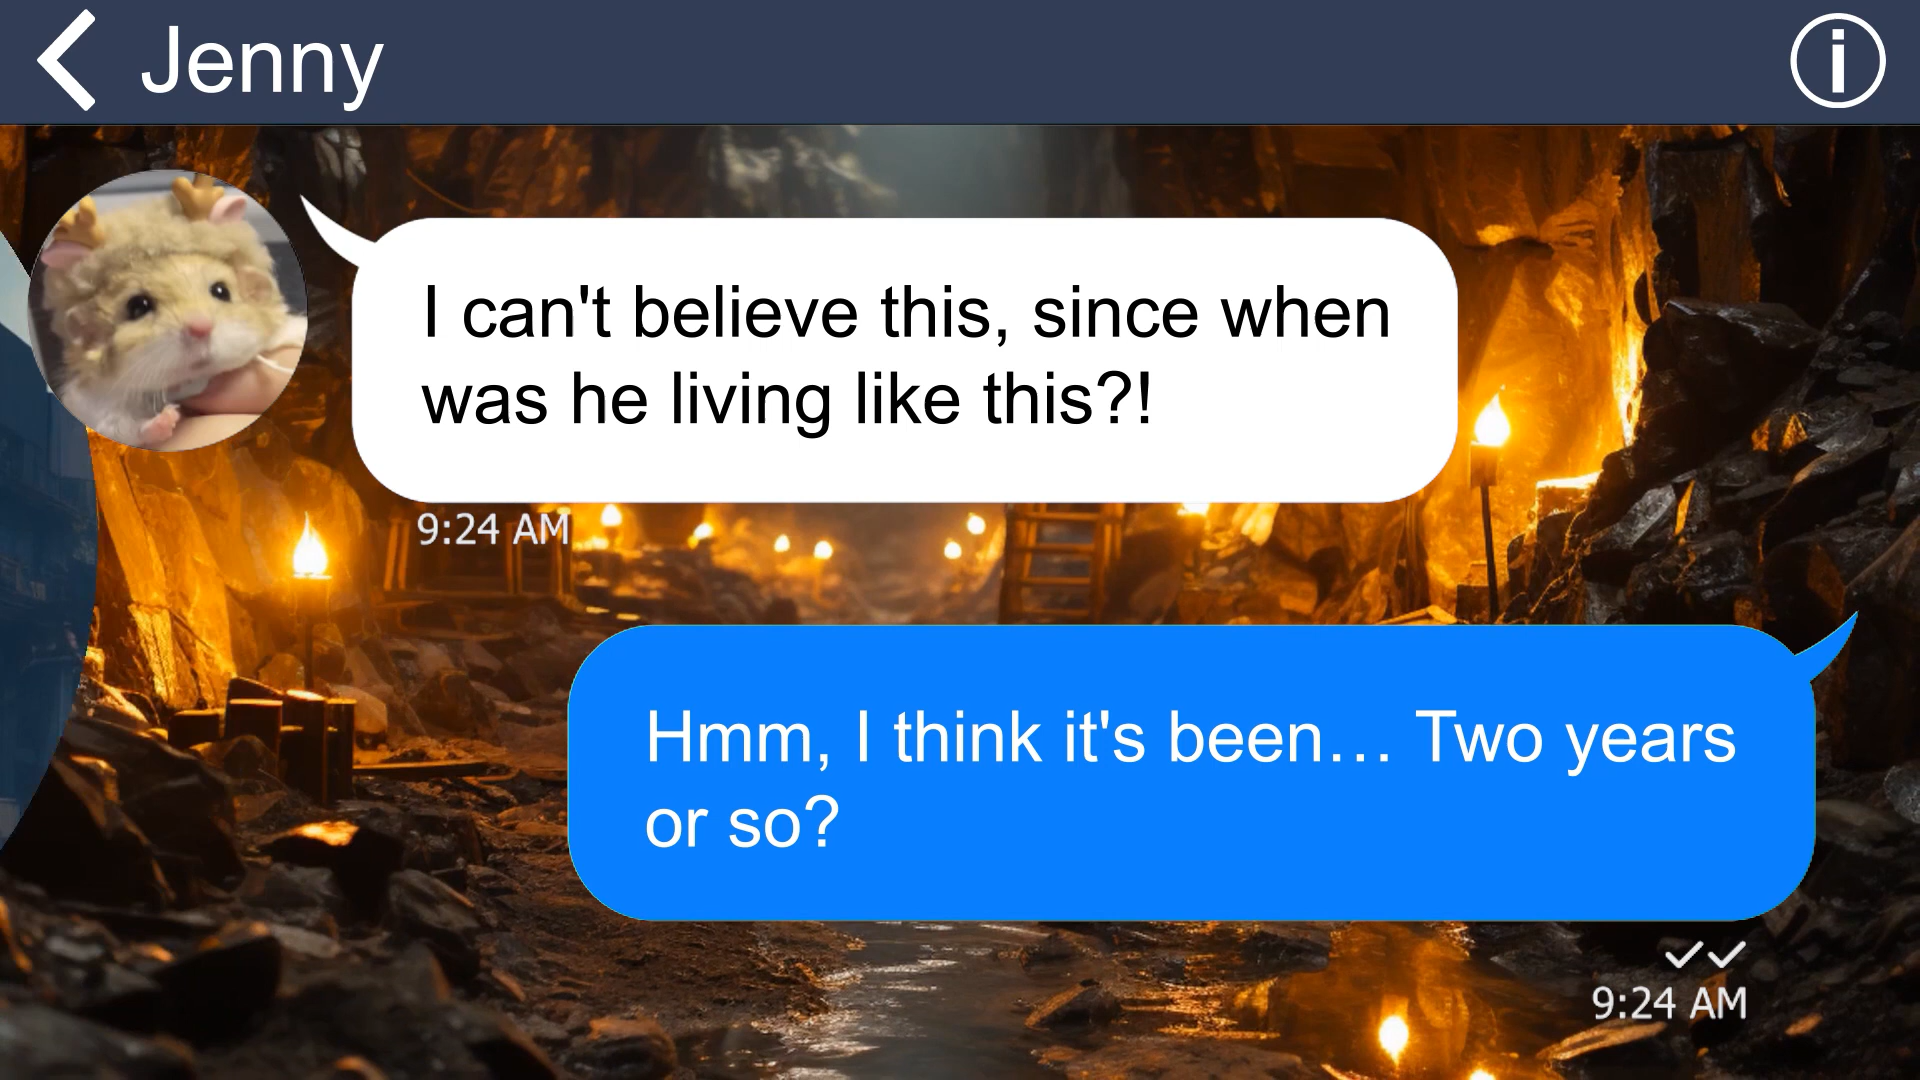 Jenny
I can't believe this, since when
was he living like this?!
9:24 AM
Hmm, I think it's been… Two years
or so?
9:24 AM